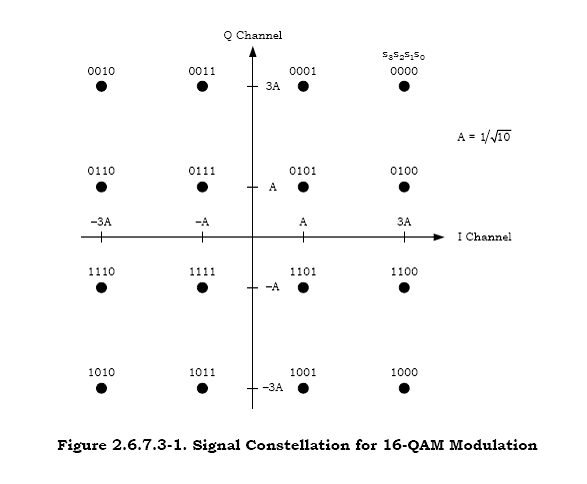 Q Channel
s₃s₂s₁s₀
0010 0011 0001 0000
3A
A = 1/√10
0110 0111 0101 0100
A
−3A −A A 3A
I Channel
1110 1111 1101 1100
−A
1010 1011 1001 1000
−3A
Figure 2.6.7.3-1. Signal Constellation for 16-QAM Modulation